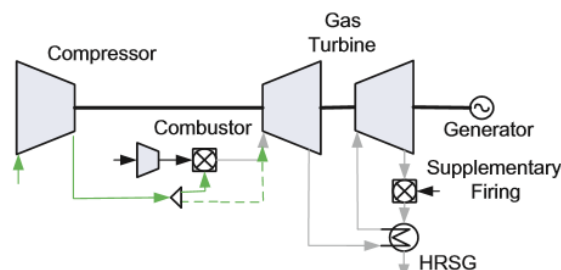 Gas
Turbine
Compressor
Combustor
Generator
Supplementary
Firing
HRSG